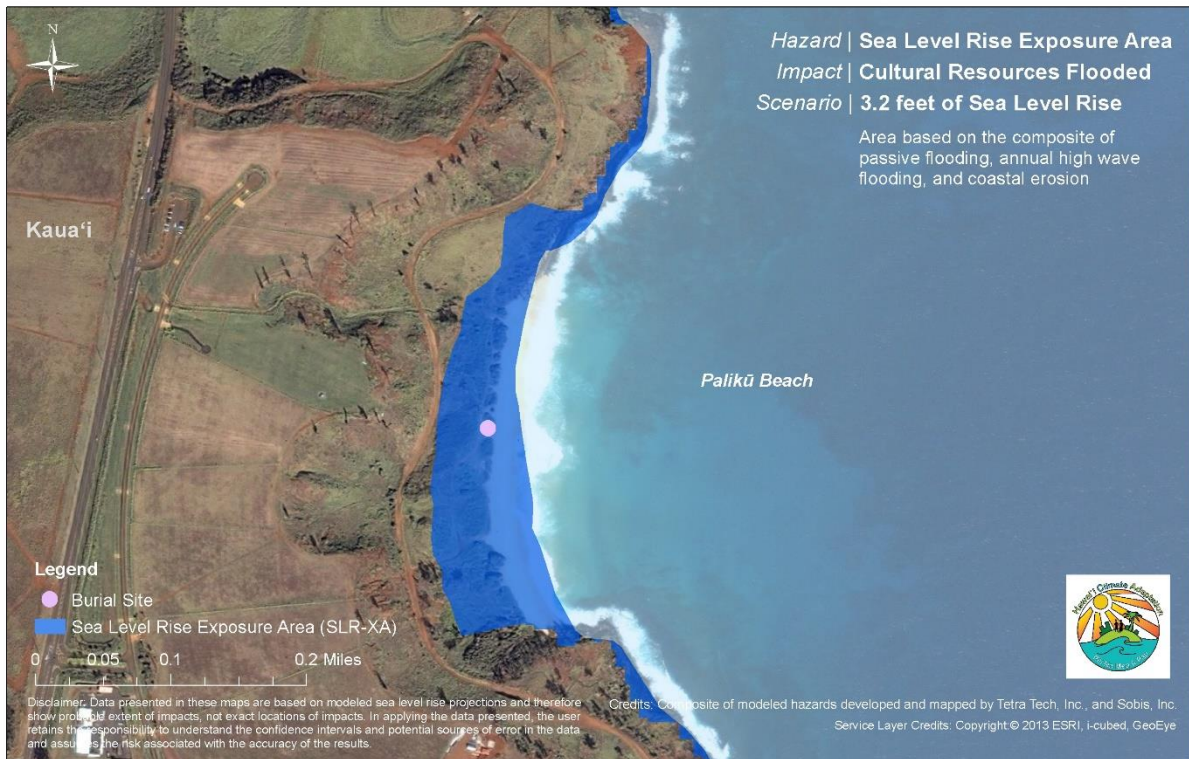 N
Hazard | Sea Level Rise Exposure Area
Impact | Cultural Resources Flooded
Scenario | 3.2 feet of Sea Level Rise
Area based on the composite of
passive flooding, annual high wave
flooding, and coastal erosion
Kauaʻi
Palikū Beach
Legend
Burial Site
Sea Level Rise Exposure Area (SLR-XA)
0 0.05 0.1 0.2 Miles
Disclaimer: Data presented in these maps are based on modeled sea level rise projections and therefore
show probable extent of impacts, not exact locations of impacts. In applying the data presented, the user
retains the responsibility to understand the confidence intervals and potential sources of error in the data
and assumes the risk associated with the accuracy of the results.
Hawaiʻi Climate Adaptation
Credits: Composite of modeled hazards developed and mapped by Tetra Tech, Inc., and Sobis, Inc.
Service Layer Credits: Copyright:© 2013 ESRI, i-cubed, GeoEye